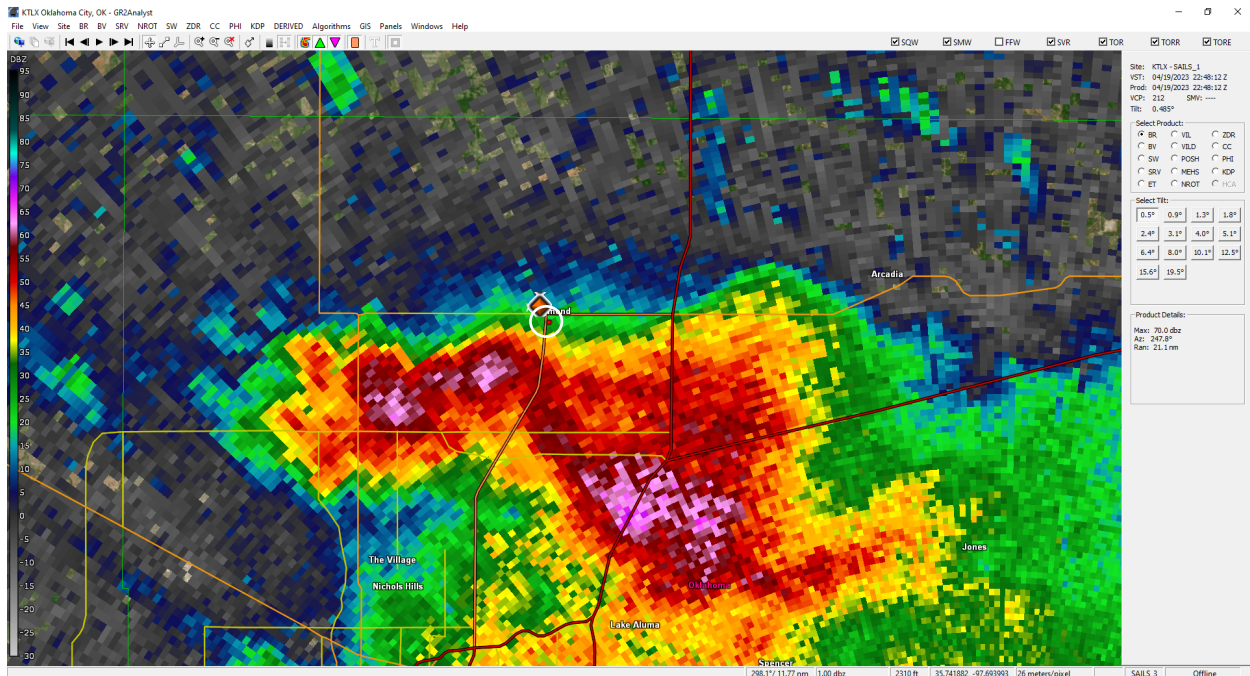 KTLX Oklahoma City, OK - GR2Analyst
File View Site BR BV SRV NROT SW ZDR CC PHI KDP DERIVED Algorithms GIS Panels Windows Help
SQW SMW FFW SVR TOR TORR TORE
DBZ
95
90
85
80
75
70
65
60
55
50
45
40
35
30
25
20
15
10
5
0
-5
-10
-15
-20
-25
-30
Arcadia
mond
The Village
Nichols Hills
Oklahoma
Jones
Lake Aluma
Spencer
Site: KTLX - SAILS_1
VST: 04/19/2023 22:48:12 Z
Prod: 04/19/2023 22:48:12 Z
VCP: 212 SMV: ----
Tilt: 0.485°
Select Product:
BR VIL ZDR
BV VILD CC
SW POSH PHI
SRV MEHS KDP
ET NROT HCA
Select Tilt:
0.5° 0.9° 1.3° 1.8°
2.4° 3.1° 4.0° 5.1°
6.4° 8.0° 10.1° 12.5°
15.6° 19.5°
Product Details:
Max: 70.0 dbz
Az: 247.8°
Ran: 21.1 nm
298.1°/ 11.77 nm 1.00 dbz 2310 ft 35.741882, -97.693993 26 meters/pixel SAILS_3 Offline